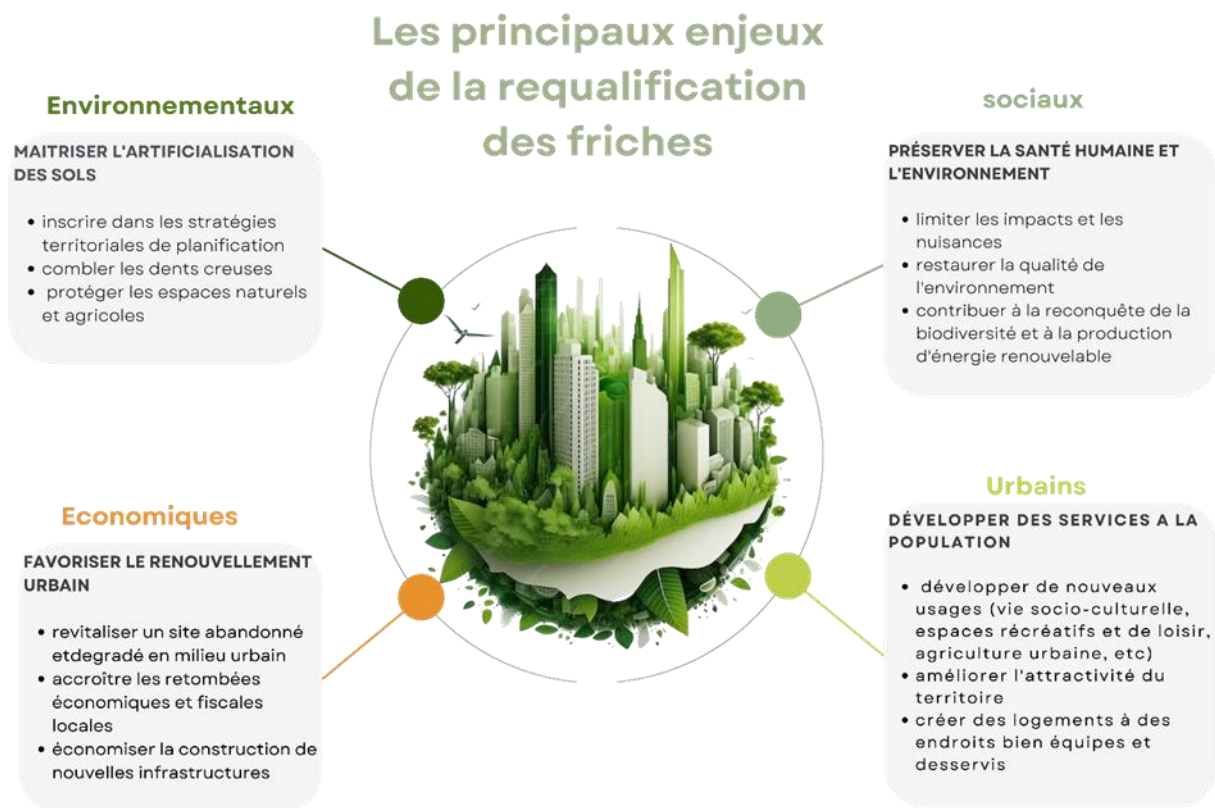 Les principaux enjeux
de la requalification
des friches
Environnementaux
MAITRISER L'ARTIFICIALISATION
DES SOLS
• inscrire dans les stratégies
territoriales de planification
• combler les dents creuses
• protéger les espaces naturels
et agricoles
sociaux
PRÉSERVER LA SANTÉ HUMAINE ET
L'ENVIRONNEMENT
• limiter les impacts et les
nuisances
• restaurer la qualité de
l'environnement
• contribuer à la reconquête de la
biodiversité et à la production
d'énergie renouvelable
Economiques
FAVORISER LE RENOUVELLEMENT
URBAIN
• revitaliser un site abandonné
etdegradé en milieu urbain
• accroître les retombées
économiques et fiscales
locales
• économiser la construction de
nouvelles infrastructures
Urbains
DÉVELOPPER DES SERVICES A LA
POPULATION
• développer de nouveaux
usages (vie socio-culturelle,
espaces récréatifs et de loisir,
agriculture urbaine, etc)
• améliorer l'attractivité du
territoire
• créer des logements à des
endroits bien équipes et
desservis